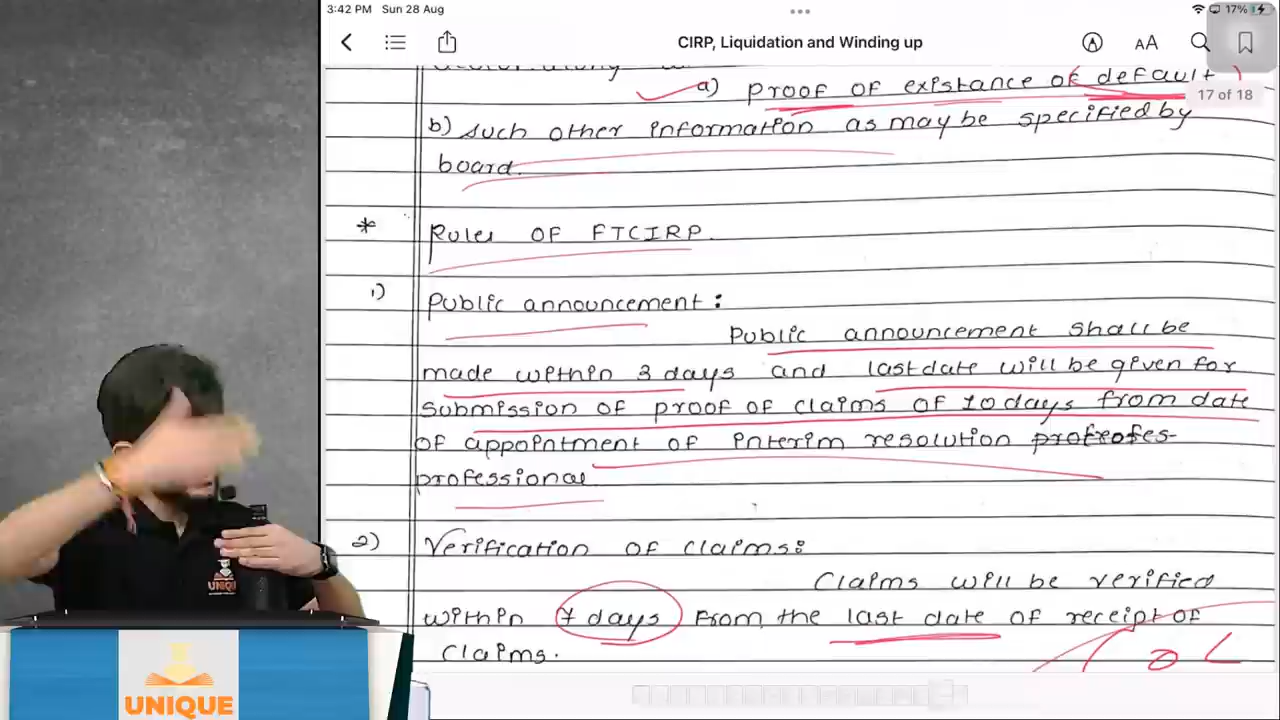 3:42 PM Sun 28 Aug
17%
CIRP, Liquidation and Winding up
AA
17 of 18
a) proof of existance of default
b) such other information as may be specified by
board.
* Rules OF FTCIRP.
1) Public announcement:
Public announcement shall be
made within 3 days and last date will be given for
submission of proof of claims of 10 days from date
of appointment of interim resolution
professional
2) Verification of claims:
Claims will be verified
within 7 days from the last date of receipt of
claims.
UNIQUE
UNIQUE